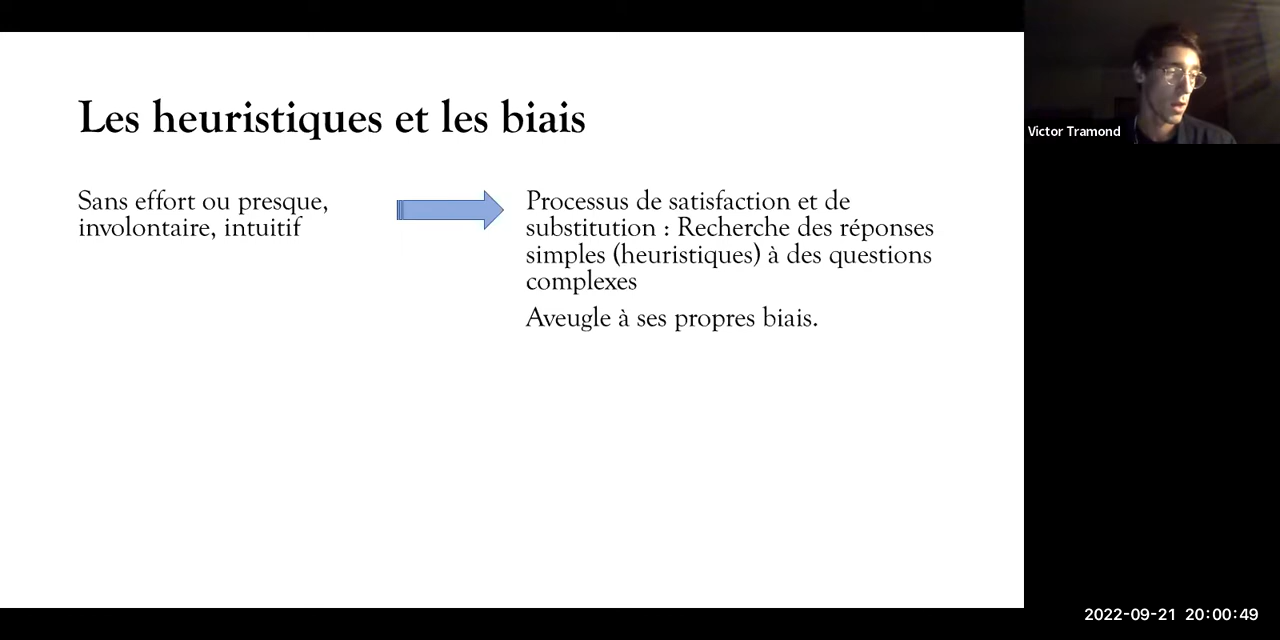 Les heuristiques et les biais
Sans effort ou presque,
involontaire, intuitif
Processus de satisfaction et de
substitution : Recherche des réponses
simples (heuristiques) à des questions
complexes
Aveugle à ses propres biais.
Victor Tramond
2022-09-21 20:00:49